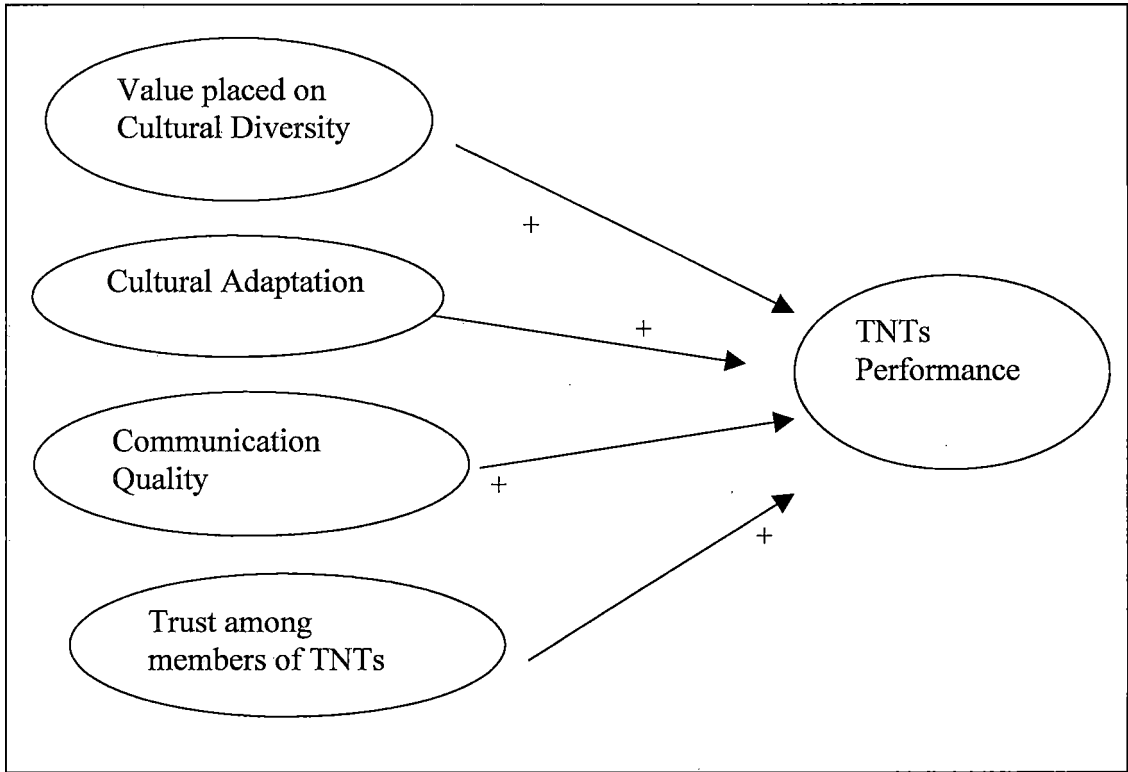 Value placed on
Cultural Diversity
+
Cultural Adaptation
+
TNTs
Performance
Communication
Quality
+
+
Trust among
members of TNTs